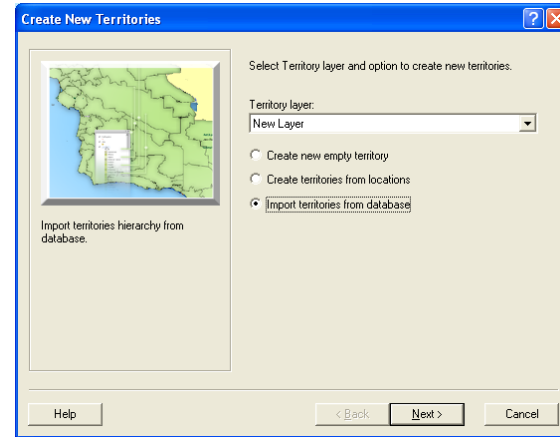 Create New Territories
Select Territory layer and option to create new territories.
Territory layer:
New Layer
Create new empty territory
Create territories from locations
Import territories from database
Import territories hierarchy from
database.
Help
< Back
Next >
Cancel